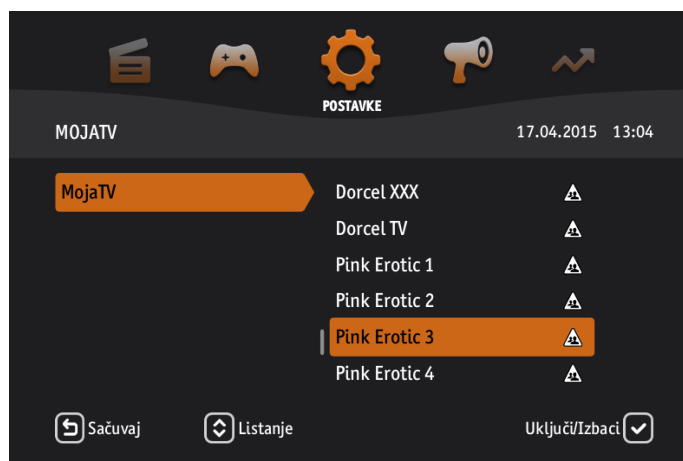 POSTAVKE
MOJATV 17.04.2015 13:04
MojaTV
Dorcel XXX
Dorcel TV
Pink Erotic 1
Pink Erotic 2
Pink Erotic 3
Pink Erotic 4
Sačuvaj Listanje Uključi/Izbaci